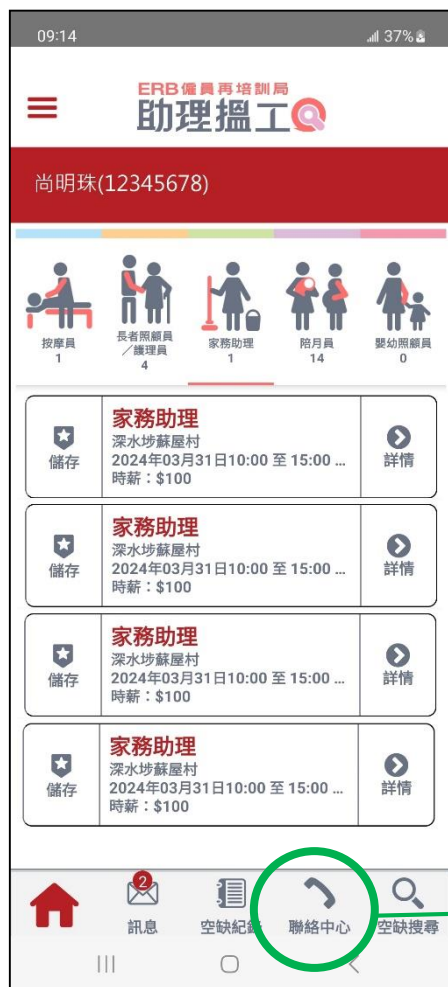 09:14
37%
ERB僱員再培訓局
助理搵工
尚明珠(12345678)
按摩員
1
長者照顧員
／護理員
4
家務助理
1
陪月員
14
嬰幼照顧員
0
儲存
家務助理
深水埗蘇屋村
2024年03月31日10:00 至 15:00 ...
時薪：$100
詳情
儲存
家務助理
深水埗蘇屋村
2024年03月31日10:00 至 15:00 ...
時薪：$100
詳情
儲存
家務助理
深水埗蘇屋村
2024年03月31日10:00 至 15:00 ...
時薪：$100
詳情
儲存
家務助理
深水埗蘇屋村
2024年03月31日10:00 至 15:00 ...
時薪：$100
詳情
2
訊息
空缺紀錄
聯絡中心
空缺搜尋